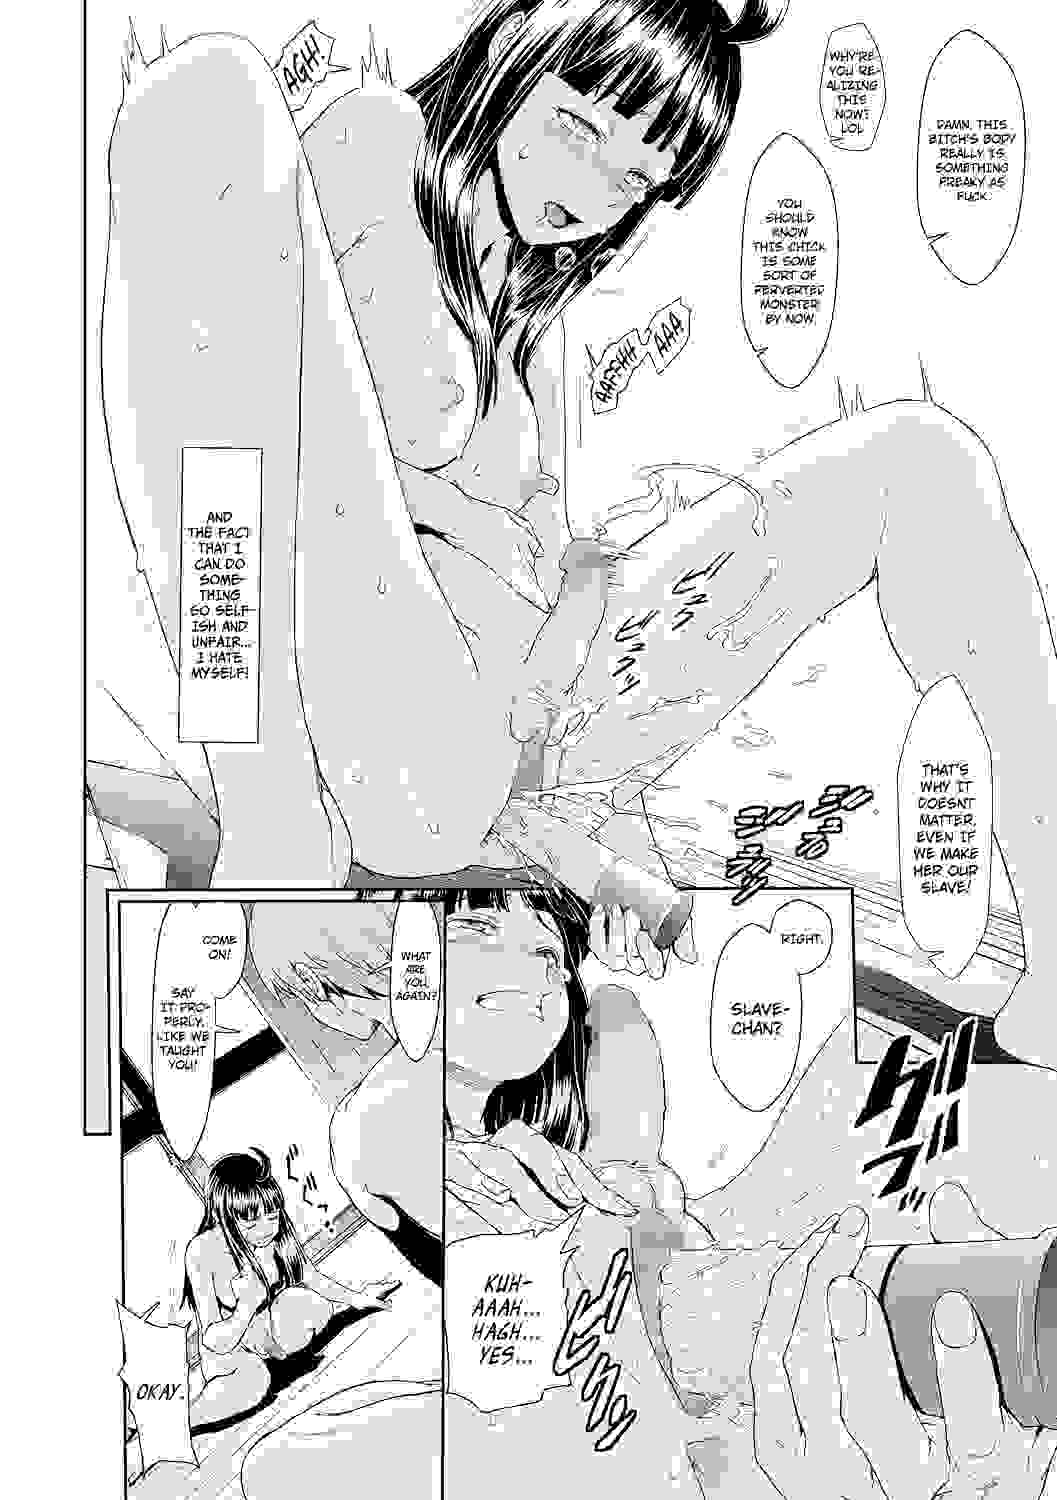 DAMN. THIS
BITCH'S BODY
REALLY IS
SOMETHING
FREAKY AS
FUCK.
WHY'RE
YOU RE-
ALIZING
THIS
NOW?
LOL
YOU
SHOULD
KNOW
THIS CHICK
IS SOME
SORT OF
PERVERTED
MONSTER
BY NOW.
AGH!
AAA
AAFFHH
AND
THE FACT
THAT I
CAN DO
SOME-
THING
SO SELF-
ISH AND
UNFAIR...
I HATE
MYSELF!
THAT'S
WHY IT
DOESN'T
MATTER,
EVEN IF
WE MAKE
HER OUR
SLAVE!
RIGHT,
SLAVE-
CHAN?
KUH-
AAAH...
HAGH...
YES...
WHAT
ARE
YOU,
AGAIN?
COME
ON!
SAY
IT PRO-
PERLY,
LIKE WE
TAUGHT
YOU!
OKAY.